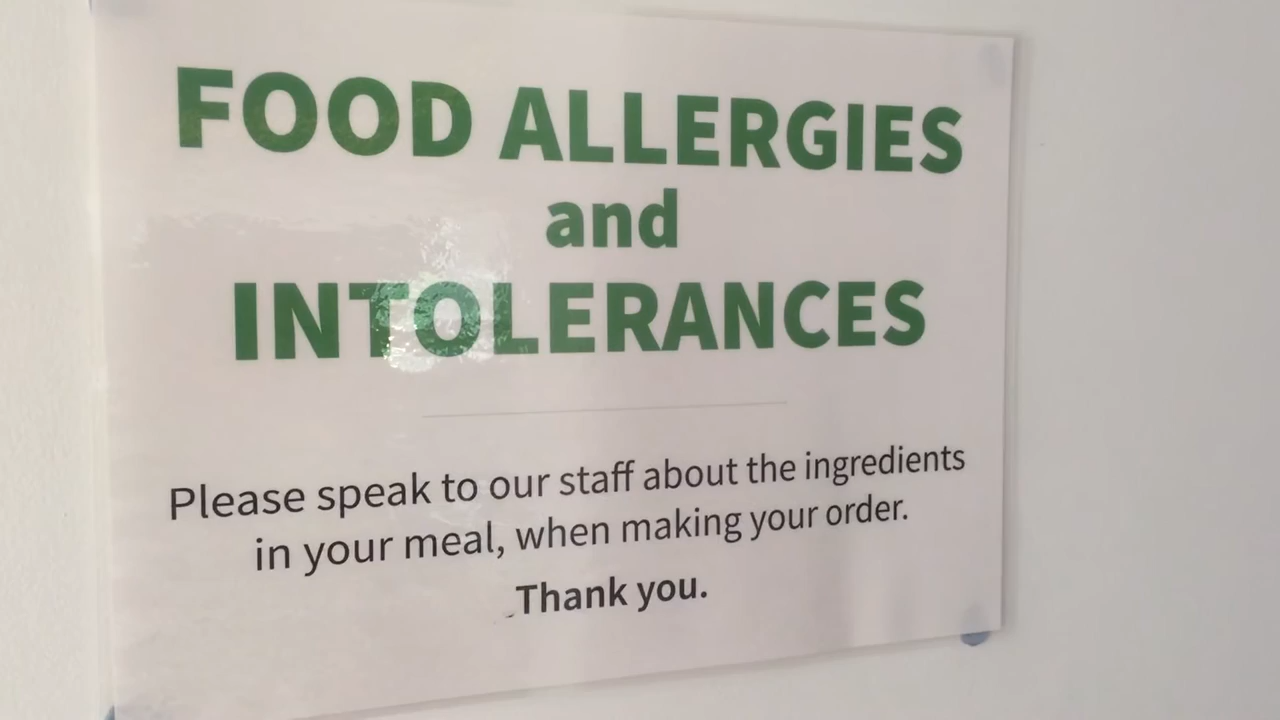 FOOD ALLERGIES
and
INTOLERANCES
Please speak to our staff about the ingredients
in your meal, when making your order.
Thank you.